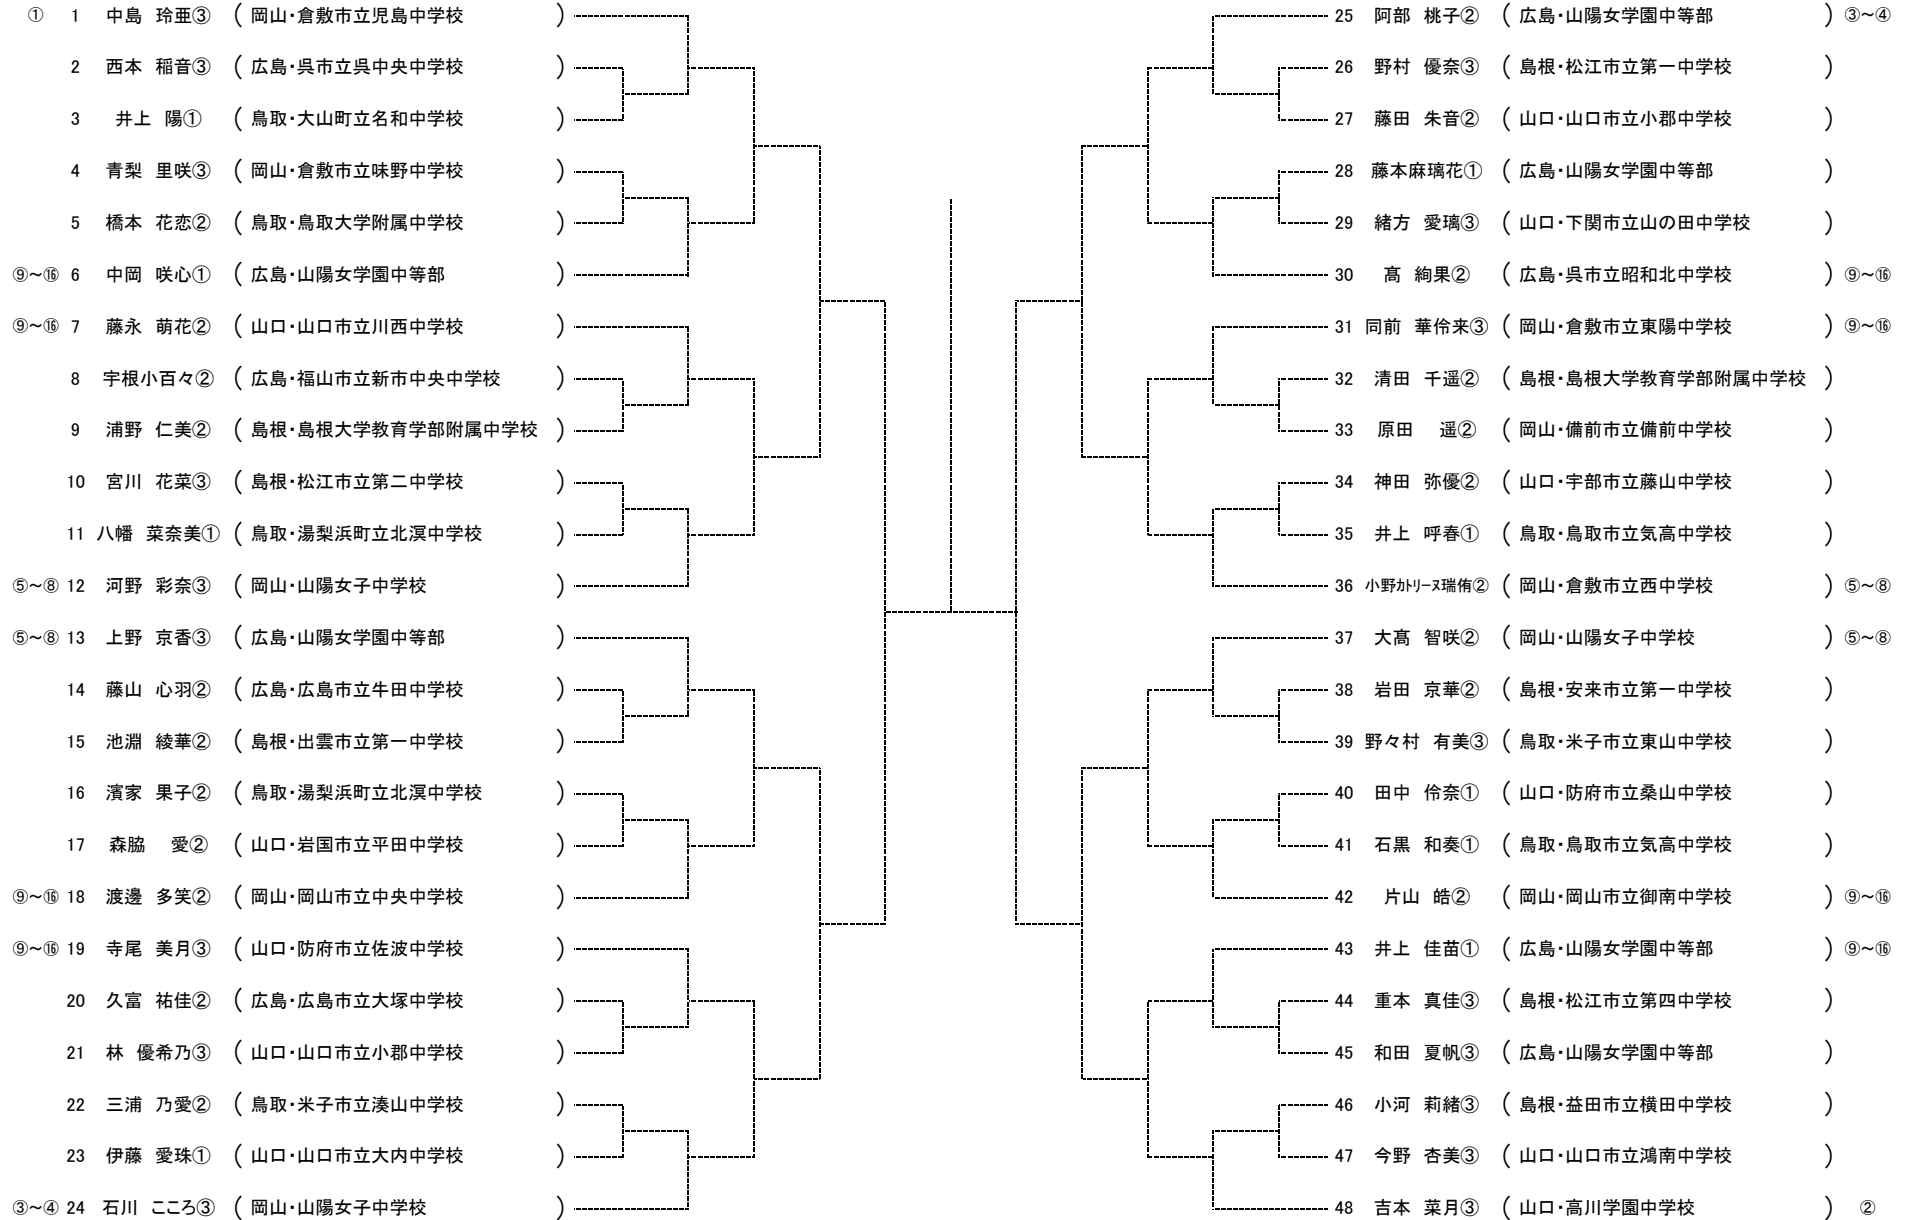 ① 1 中島 玲亜③ ( 岡山・倉敷市立児島中学校 )
2 西本 稲音③ ( 広島・呉市立呉中央中学校 )
3 井上 陽① ( 鳥取・大山町立名和中学校 )
4 青梨 里咲③ ( 岡山・倉敷市立味野中学校 )
5 橋本 花恋② ( 鳥取・鳥取大学附属中学校 )
⑨～⑯ 6 中岡 咲心① ( 広島・山陽女学園中等部 )
⑨～⑯ 7 藤永 萌花② ( 山口・山口市立川西中学校 )
8 宇根小百々② ( 広島・福山市立新市中央中学校 )
9 浦野 仁美② ( 島根・島根大学教育学部附属中学校 )
10 宮川 花菜③ ( 島根・松江市立第二中学校 )
11 八幡 菜奈美① ( 鳥取・湯梨浜町立北溟中学校 )
⑤～⑧ 12 河野 彩奈③ ( 岡山・山陽女子中学校 )
⑤～⑧ 13 上野 京香③ ( 広島・山陽女学園中等部 )
14 藤山 心羽② ( 広島・広島市立牛田中学校 )
15 池淵 綾華② ( 島根・出雲市立第一中学校 )
16 濱家 果子② ( 鳥取・湯梨浜町立北溟中学校 )
17 森脇 愛② ( 山口・岩国市立平田中学校 )
⑨～⑯ 18 渡邊 多笑② ( 岡山・岡山市立中央中学校 )
⑨～⑯ 19 寺尾 美月③ ( 山口・防府市立佐波中学校 )
20 久富 祐佳② ( 広島・広島市立大塚中学校 )
21 林 優希乃③ ( 山口・山口市立小郡中学校 )
22 三浦 乃愛② ( 鳥取・米子市立湊山中学校 )
23 伊藤 愛珠① ( 山口・山口市立大内中学校 )
③～④ 24 石川 こころ③ ( 岡山・山陽女子中学校 )
25 阿部 桃子② ( 広島・山陽女学園中等部 ) ③～④
26 野村 優奈③ ( 島根・松江市立第一中学校 )
27 藤田 朱音② ( 山口・山口市立小郡中学校 )
28 藤本麻璃花① ( 広島・山陽女学園中等部 )
29 緒方 愛璃③ ( 山口・下関市立山の田中学校 )
30 髙 絢果② ( 広島・呉市立昭和北中学校 ) ⑨～⑯
31 同前 華伶来③ ( 岡山・倉敷市立東陽中学校 ) ⑨～⑯
32 清田 千遥② ( 島根・島根大学教育学部附属中学校 )
33 原田 遥② ( 岡山・備前市立備前中学校 )
34 神田 弥優② ( 山口・宇部市立藤山中学校 )
35 井上 呼春① ( 鳥取・鳥取市立気高中学校 )
36 小野ｶﾄﾘｰﾇ瑞侑② ( 岡山・倉敷市立西中学校 ) ⑤～⑧
37 大髙 智咲② ( 岡山・山陽女子中学校 ) ⑤～⑧
38 岩田 京華② ( 島根・安来市立第一中学校 )
39 野々村 有美③ ( 鳥取・米子市立東山中学校 )
40 田中 伶奈① ( 山口・防府市立桑山中学校 )
41 石黒 和奏① ( 鳥取・鳥取市立気高中学校 )
42 片山 皓② ( 岡山・岡山市立御南中学校 ) ⑨～⑯
43 井上 佳苗① ( 広島・山陽女学園中等部 ) ⑨～⑯
44 重本 真佳③ ( 島根・松江市立第四中学校 )
45 和田 夏帆③ ( 広島・山陽女学園中等部 )
46 小河 莉緒③ ( 島根・益田市立横田中学校 )
47 今野 杏美③ ( 山口・山口市立鴻南中学校 )
48 吉本 菜月③ ( 山口・高川学園中学校 ) ②